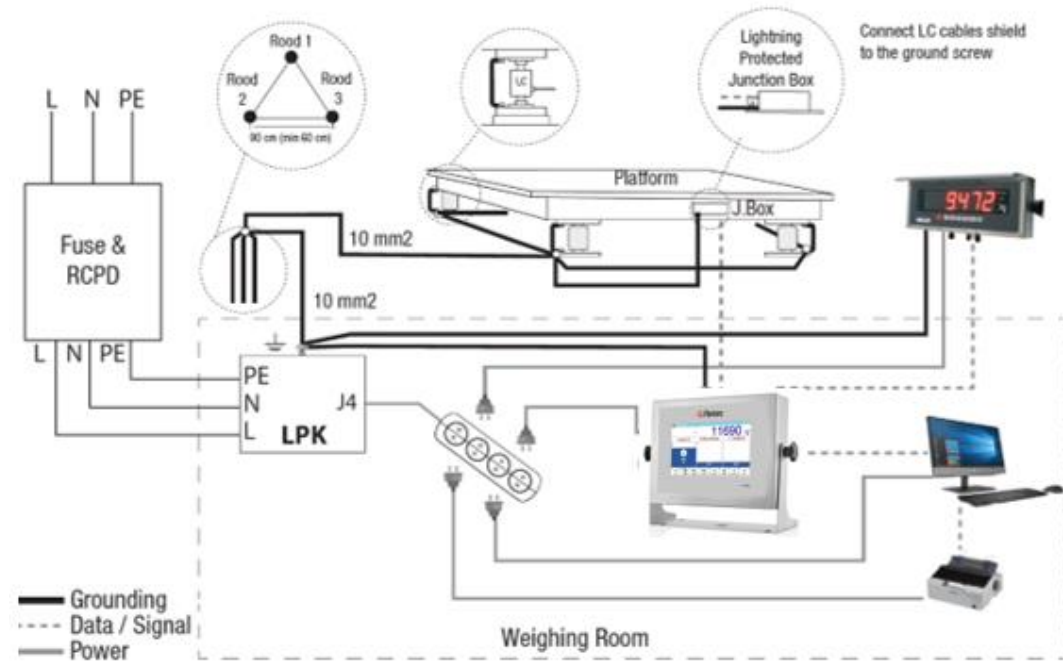 Rood 1
Rood
2
Rood
3
90 cm (min:60 cm)
L N PE
Fuse &
RCPD
L N PE
LC
Lightning
Protected
Junction Box
Connect LC cables shield
to the ground screw
Platform
J.Box
9472
10 mm2
10 mm2
PE
N
L
LPK
J4
11690
Grounding
Data / Signal
Power
Weighing Room